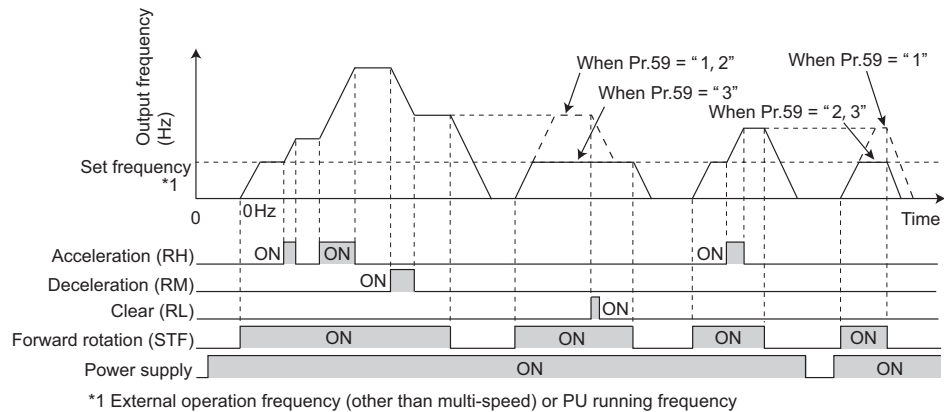 Output frequency
(Hz)
When Pr.59 = “1, 2”
When Pr.59 = “3”
When Pr.59 = “1”
When Pr.59 = “2, 3”
Set frequency
*1
0
0Hz
Time
Acceleration (RH)
ON
ON
ON
Deceleration (RM)
ON
Clear (RL)
ON
Forward rotation (STF)
ON
ON
ON
ON
Power supply
ON
ON
*1 External operation frequency (other than multi-speed) or PU running frequency